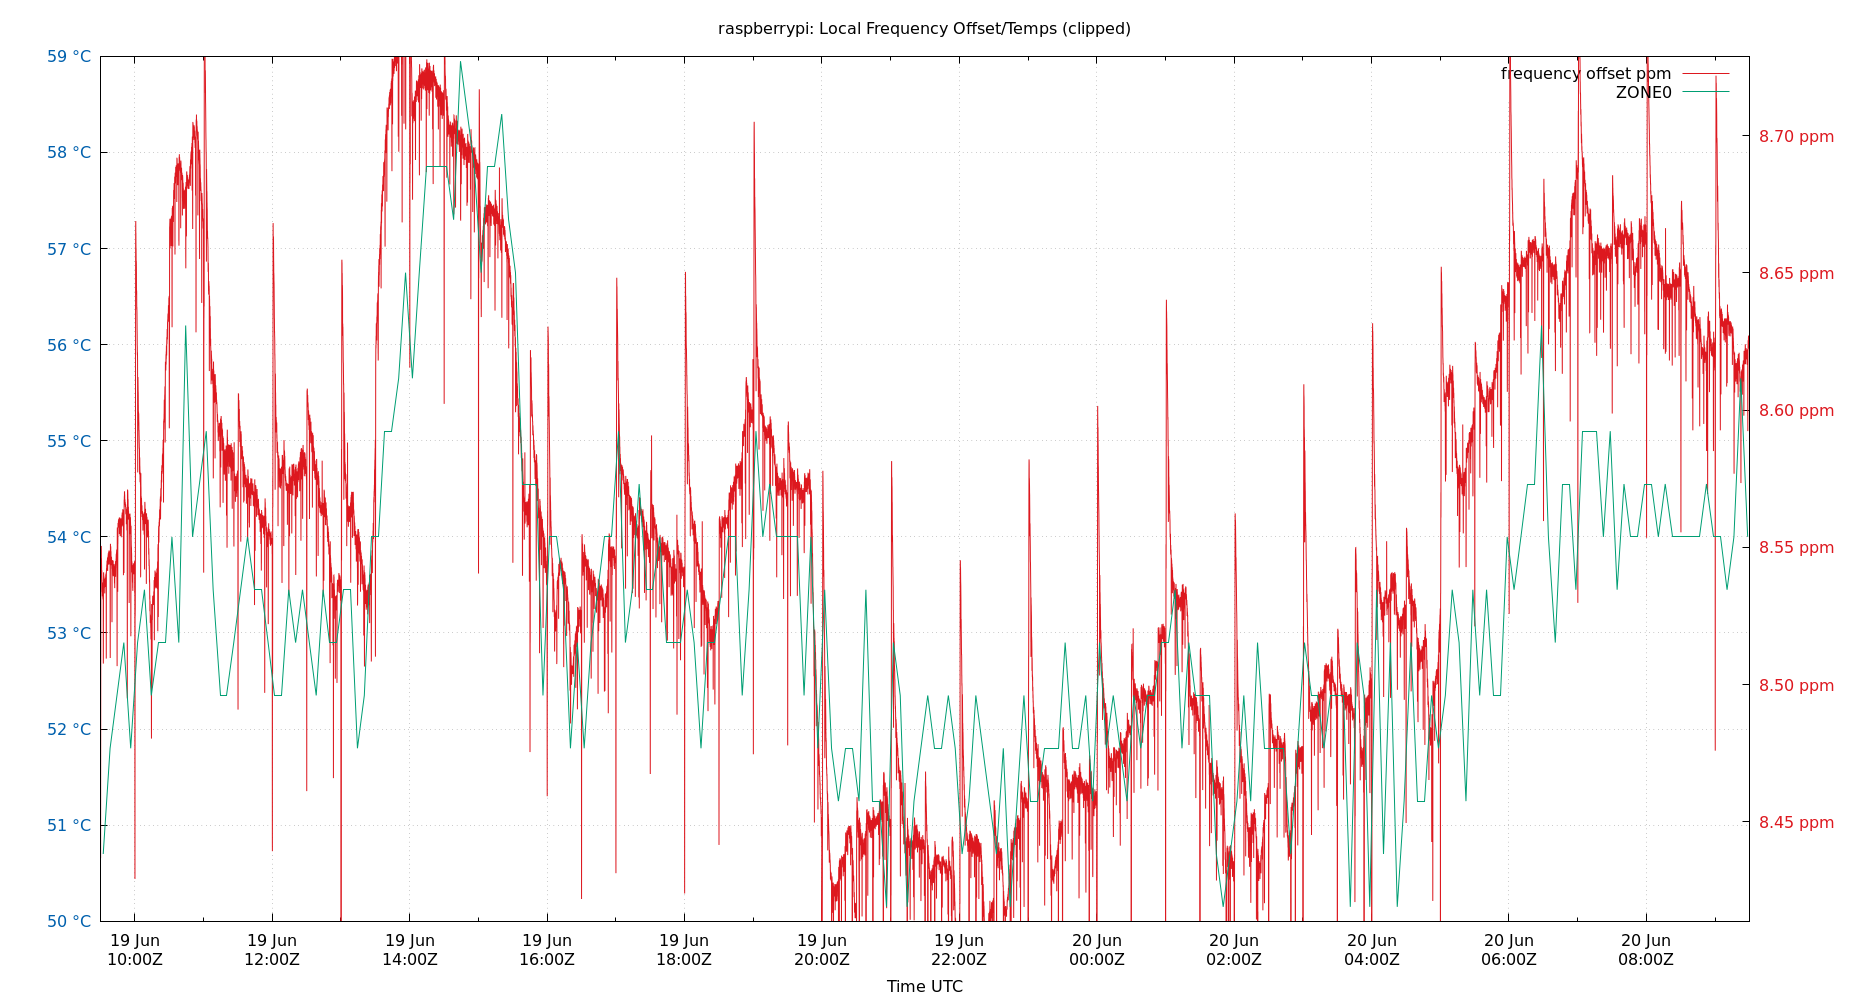 raspberrypi: Local Frequency Offset/Temps (clipped)
59 °C
58 °C
57 °C
56 °C
55 °C
54 °C
53 °C
52 °C
51 °C
50 °C
frequency offset ppm
ZONE0
8.70 ppm
8.65 ppm
8.60 ppm
8.55 ppm
8.50 ppm
8.45 ppm
19 Jun
10:00Z
19 Jun
12:00Z
19 Jun
14:00Z
19 Jun
16:00Z
19 Jun
18:00Z
19 Jun
20:00Z
19 Jun
22:00Z
20 Jun
00:00Z
20 Jun
02:00Z
20 Jun
04:00Z
20 Jun
06:00Z
20 Jun
08:00Z
Time UTC